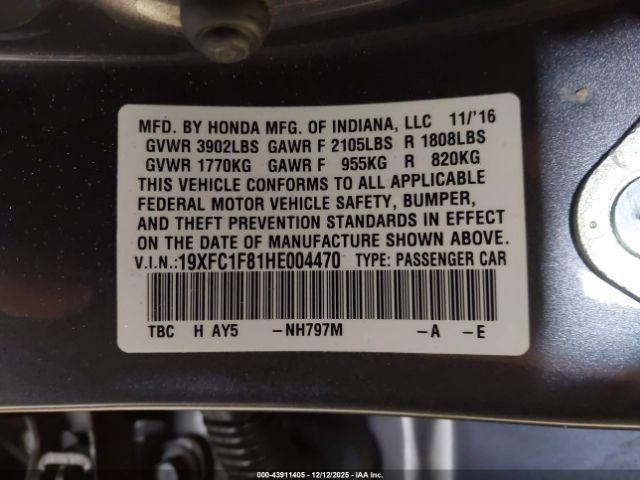 MFD. BY HONDA MFG. OF INDIANA, LLC 11/'16
GVWR 3902LBS GAWR F 2105LBS R 1808LBS
GVWR 1770KG GAWR F 955KG R 820KG
THIS VEHICLE CONFORMS TO ALL APPLICABLE
FEDERAL MOTOR VEHICLE SAFETY, BUMPER,
AND THEFT PREVENTION STANDARDS IN EFFECT
ON THE DATE OF MANUFACTURE SHOWN ABOVE.
V.I.N.:19XFC1F81HE004470 TYPE: PASSENGER CAR
TBC H AY5 -NH797M -A -E
000-43911405 - 12/12/2025 - IAA Inc.